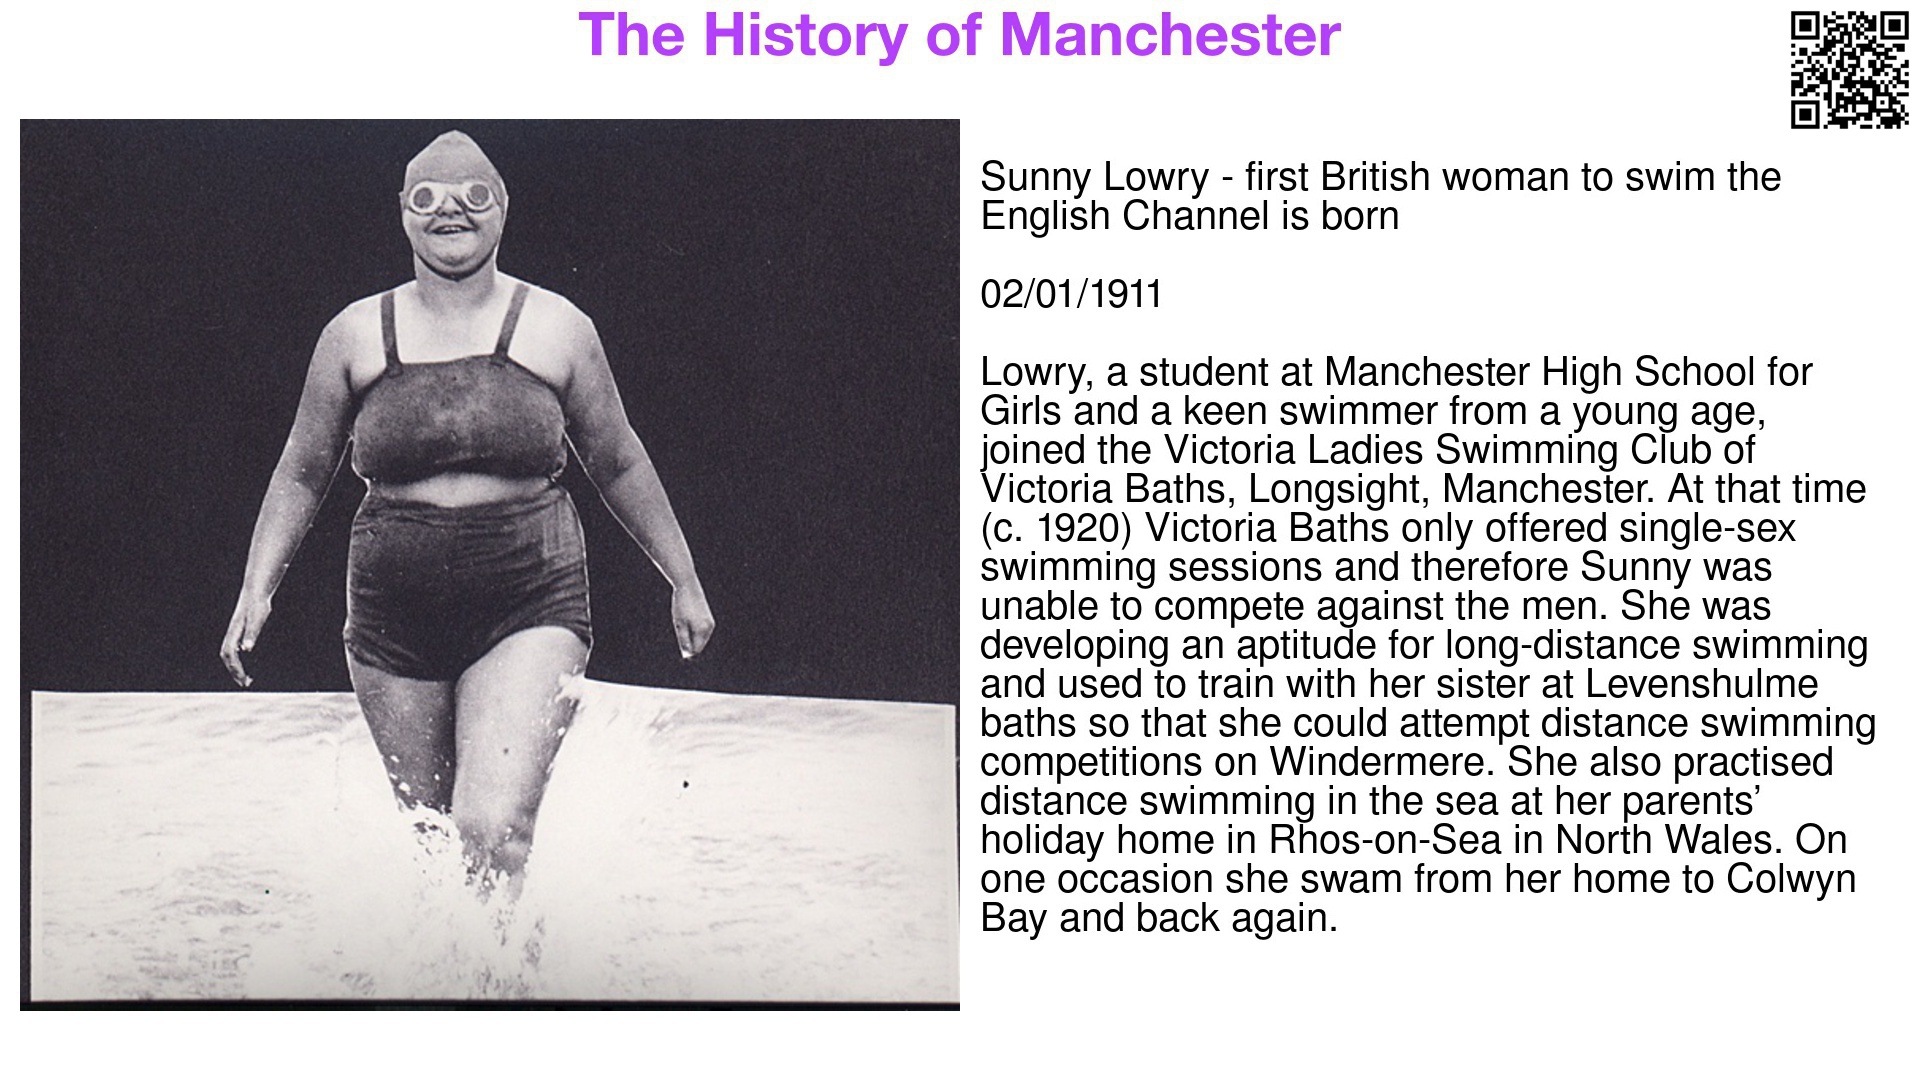 The History of Manchester
Sunny Lowry - first British woman to swim the
English Channel is born
02/01/1911
Lowry, a student at Manchester High School for
Girls and a keen swimmer from a young age,
joined the Victoria Ladies Swimming Club of
Victoria Baths, Longsight, Manchester. At that time
(c. 1920) Victoria Baths only offered single-sex
swimming sessions and therefore Sunny was
unable to compete against the men. She was
developing an aptitude for long-distance swimming
and used to train with her sister at Levenshulme
baths so that she could attempt distance swimming
competitions on Windermere. She also practised
distance swimming in the sea at her parents’
holiday home in Rhos-on-Sea in North Wales. On
one occasion she swam from her home to Colwyn
Bay and back again.